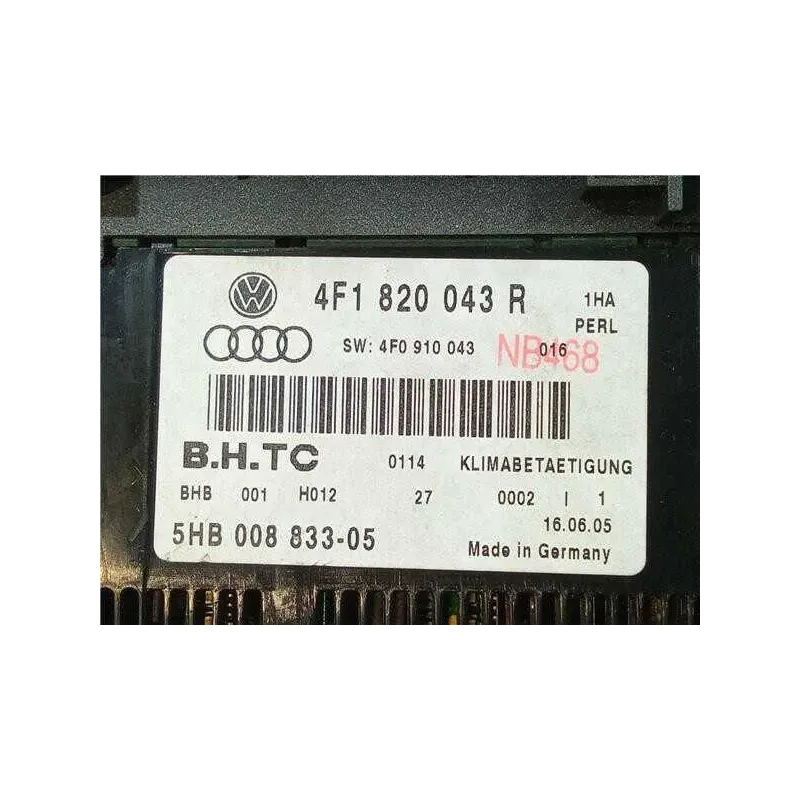 4F1 820 043 R 1HA
PERL
SW: 4F0 910 043 016
NB468
B.H.TC 0114 KLIMABETAETIGUNG
BHB 001 H012 27 0002 I 1
16.06.05
5HB 008 833-05 Made in Germany